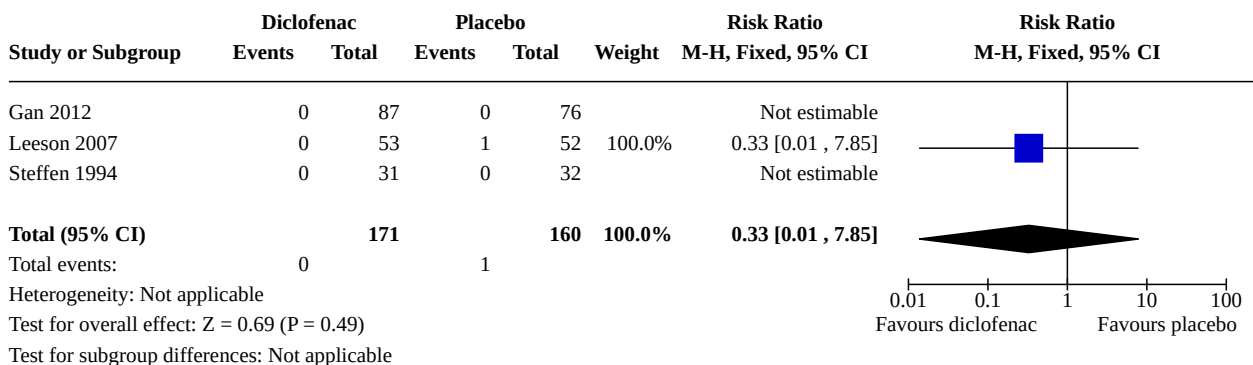 Diclofenac Placebo Risk Ratio Risk Ratio
Study or Subgroup Events Total Events Total Weight M-H, Fixed, 95% CI M-H, Fixed, 95% CI
Gan 2012 0 87 0 76 Not estimable
Leeson 2007 0 53 1 52 100.0% 0.33 [0.01 , 7.85]
Steffen 1994 0 31 0 32 Not estimable
Total (95% CI) 171 160 100.0% 0.33 [0.01 , 7.85]
Total events: 0 1
Heterogeneity: Not applicable
0.01 0.1 1 10 100
Test for overall effect: Z = 0.69 (P = 0.49) Favours diclofenac Favours placebo
Test for subgroup differences: Not applicable